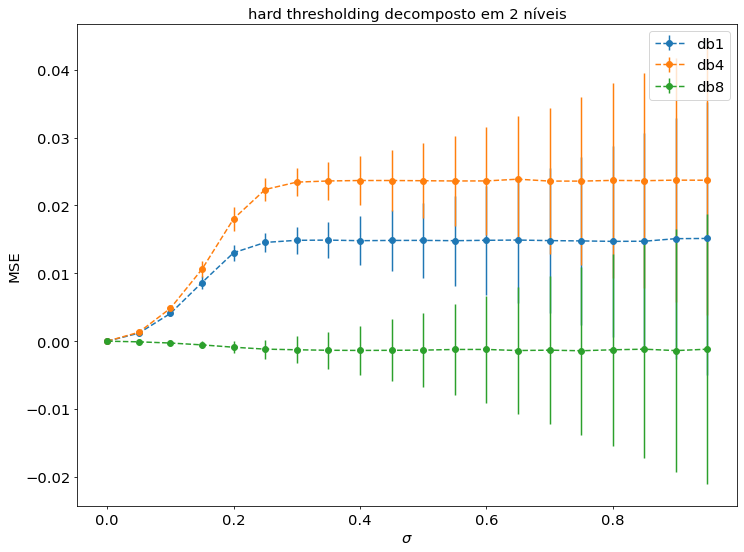 hard thresholding decomposto em 2 níveis
db1
db4
db8
MSE
0.04
0.03
0.02
0.01
0.00
−0.01
−0.02
0.0 0.2 0.4 0.6 0.8
σ